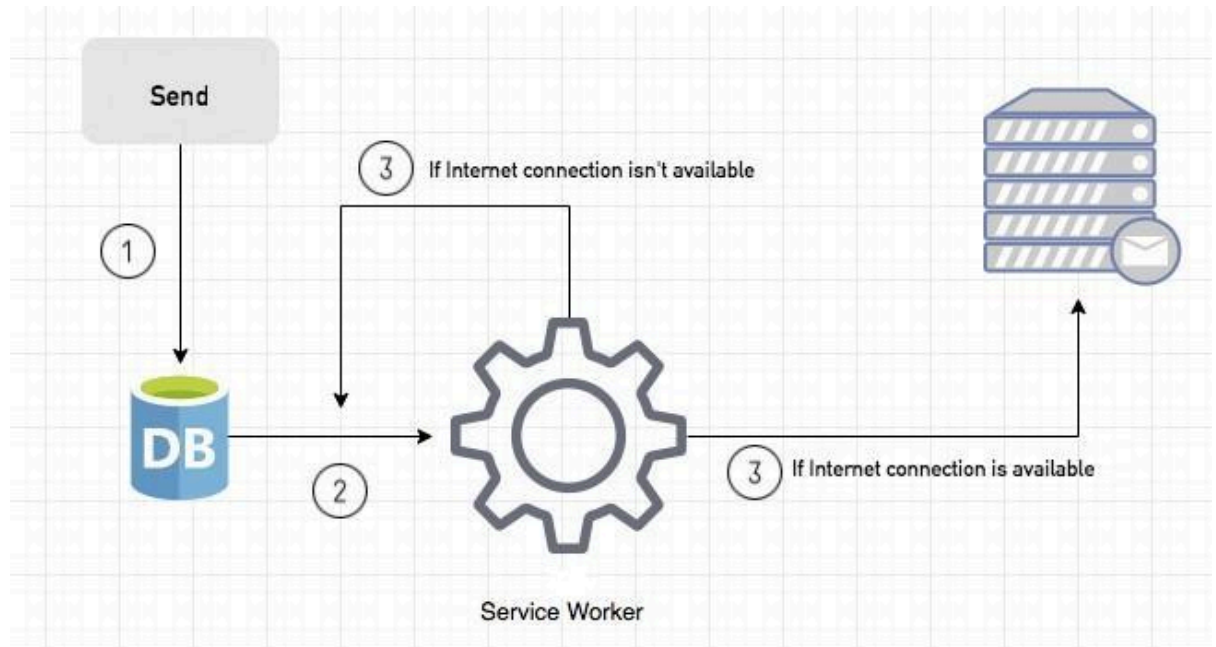 Send
3 If Internet connection isn't available
1
DB
2
3 If Internet connection is available
Service Worker